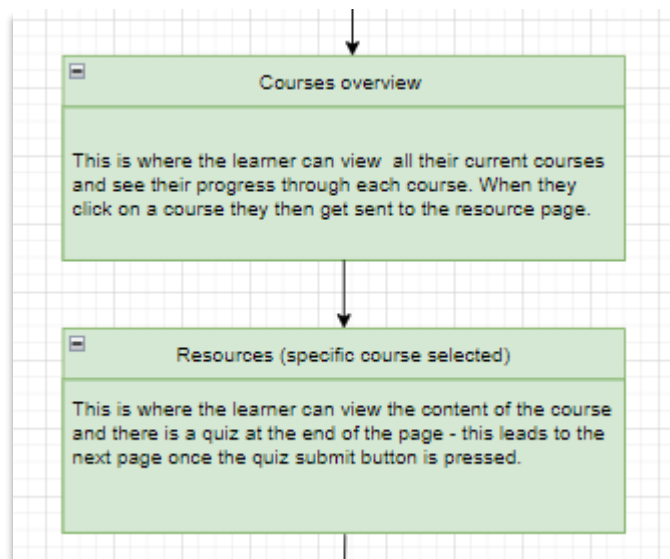 Courses overview
This is where the learner can view  all their current courses
and see their progress through each course. When they
click on a course they then get sent to the resource page.
Resources (specific course selected)
This is where the learner can view the content of the course
and there is a quiz at the end of the page - this leads to the
next page once the quiz submit button is pressed.